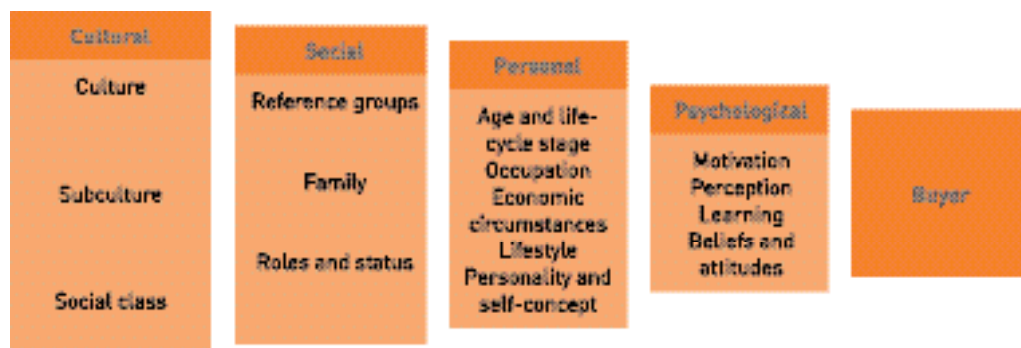 Cultural
Culture
Subculture
Social class
Social
Reference groups
Family
Roles and status
Personal
Age and life-
cycle stage
Occupation
Economic
circumstances
Lifestyle
Personality and
self-concept
Psychological
Motivation
Perception
Learning
Beliefs and
attitudes
Buyer